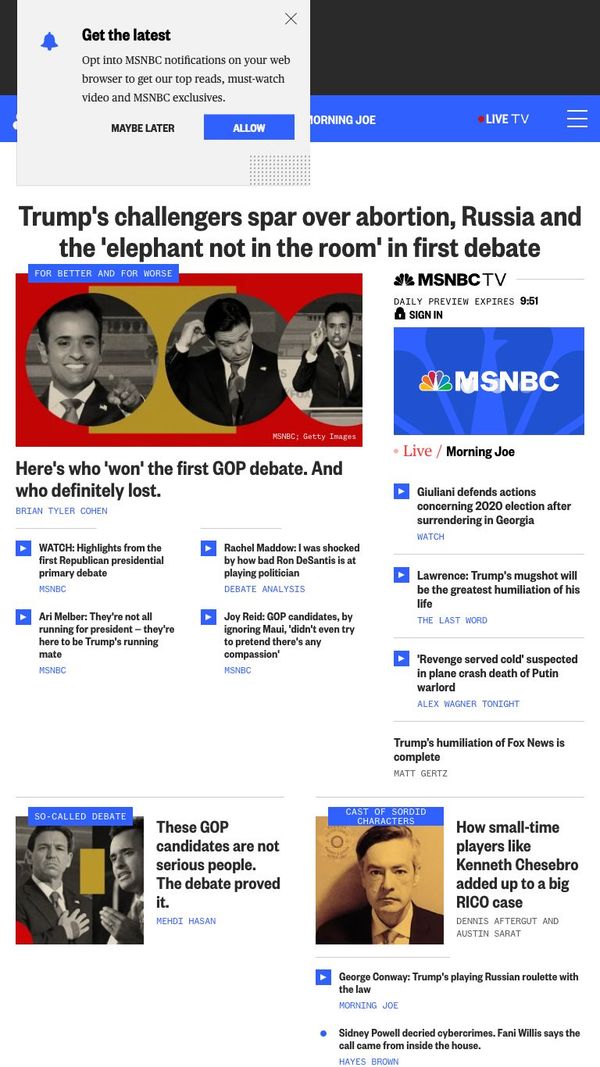 Get the latest
Opt into MSNBC notifications on your web
browser to get our top reads, must-watch
video and MSNBC exclusives.
MAYBE LATER
ALLOW
MORNING JOE
LIVE TV
Trump's challengers spar over abortion, Russia and
the 'elephant not in the room' in first debate
FOR BETTER AND FOR WORSE
MSNBC; Getty Images
Here's who 'won' the first GOP debate. And
who definitely lost.
BRIAN TYLER COHEN
WATCH: Highlights from the
first Republican presidential
primary debate
MSNBC
Rachel Maddow: I was shocked
by how bad Ron DeSantis is at
playing politician
DEBATE ANALYSIS
Ari Melber: They're not all
running for president – they're
here to be Trump's running
mate
MSNBC
Joy Reid: GOP candidates, by
ignoring Maui, 'didn't even try
to pretend there's any
compassion'
MSNBC
MSNBC TV
DAILY PREVIEW EXPIRES 9:51
SIGN IN
MSNBC
Live / Morning Joe
Giuliani defends actions
concerning 2020 election after
surrendering in Georgia
WATCH
Lawrence: Trump's mugshot will
be the greatest humiliation of his
life
THE LAST WORD
'Revenge served cold' suspected
in plane crash death of Putin
warlord
ALEX WAGNER TONIGHT
Trump's humiliation of Fox News is
complete
MATT GERTZ
SO-CALLED DEBATE
These GOP
candidates are not
serious people.
The debate proved
it.
MEHDI HASAN
CAST OF SORDID
CHARACTERS
How small-time
players like
Kenneth Chesebro
added up to a big
RICO case
DENNIS AFTERGUT AND
AUSTIN SARAT
George Conway: Trump's playing Russian roulette with
the law
MORNING JOE
Sidney Powell decried cybercrimes. Fani Willis says the
call came from inside the house.
HAYES BROWN